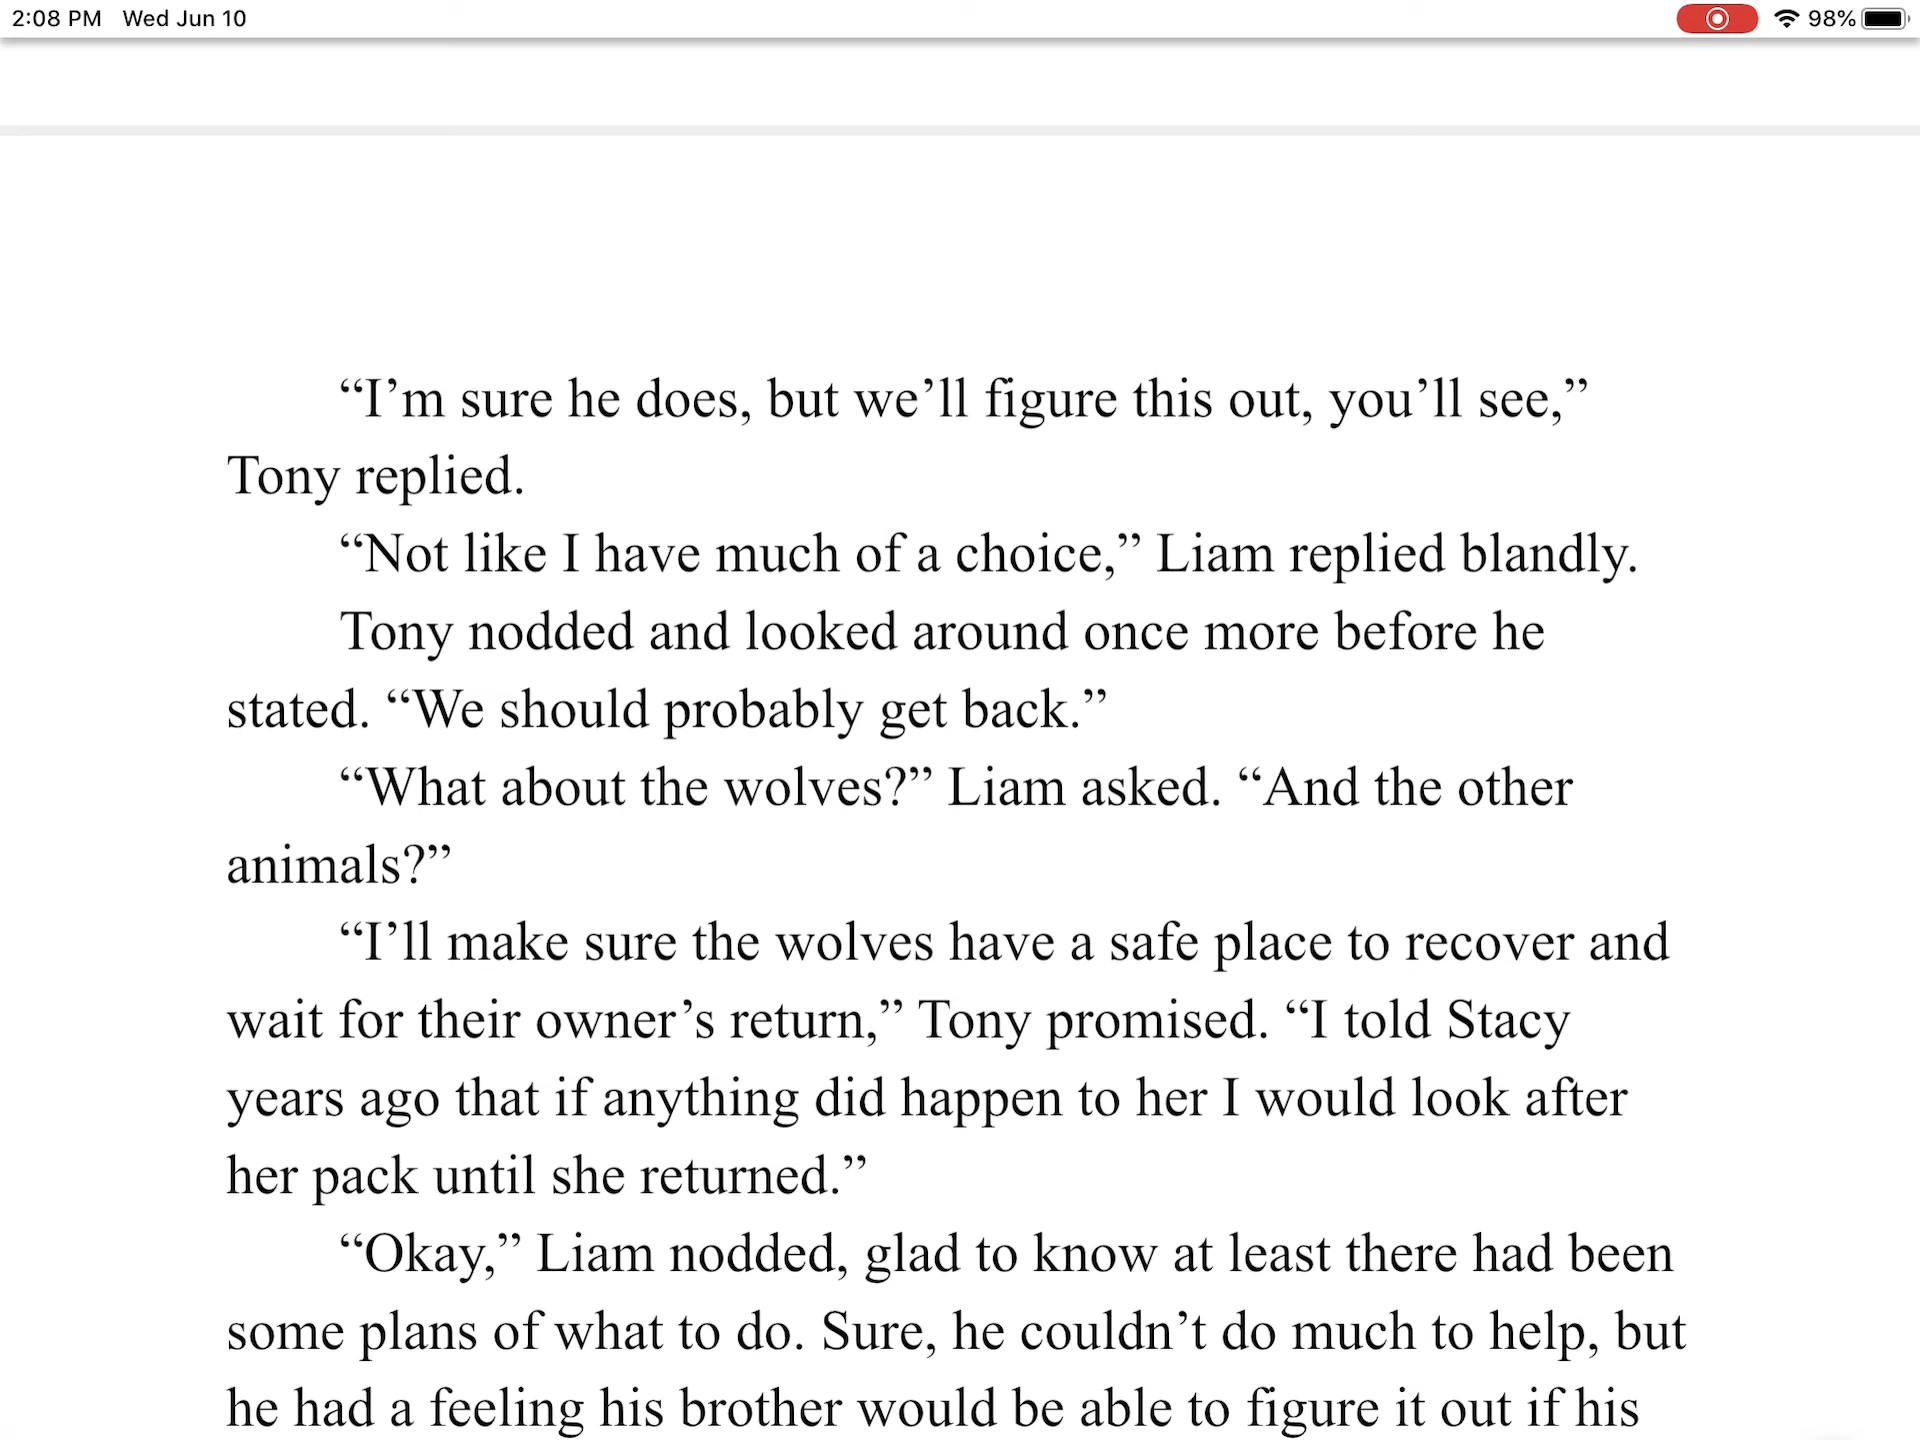 2:08 PM Wed Jun 10 98%
“I’m sure he does, but we’ll figure this out, you’ll see,”
Tony replied.
“Not like I have much of a choice,” Liam replied blandly.
Tony nodded and looked around once more before he
stated. “We should probably get back.”
“What about the wolves?” Liam asked. “And the other
animals?”
“I’ll make sure the wolves have a safe place to recover and
wait for their owner’s return,” Tony promised. “I told Stacy
years ago that if anything did happen to her I would look after
her pack until she returned.”
“Okay,” Liam nodded, glad to know at least there had been
some plans of what to do. Sure, he couldn’t do much to help, but
he had a feeling his brother would be able to figure it out if his